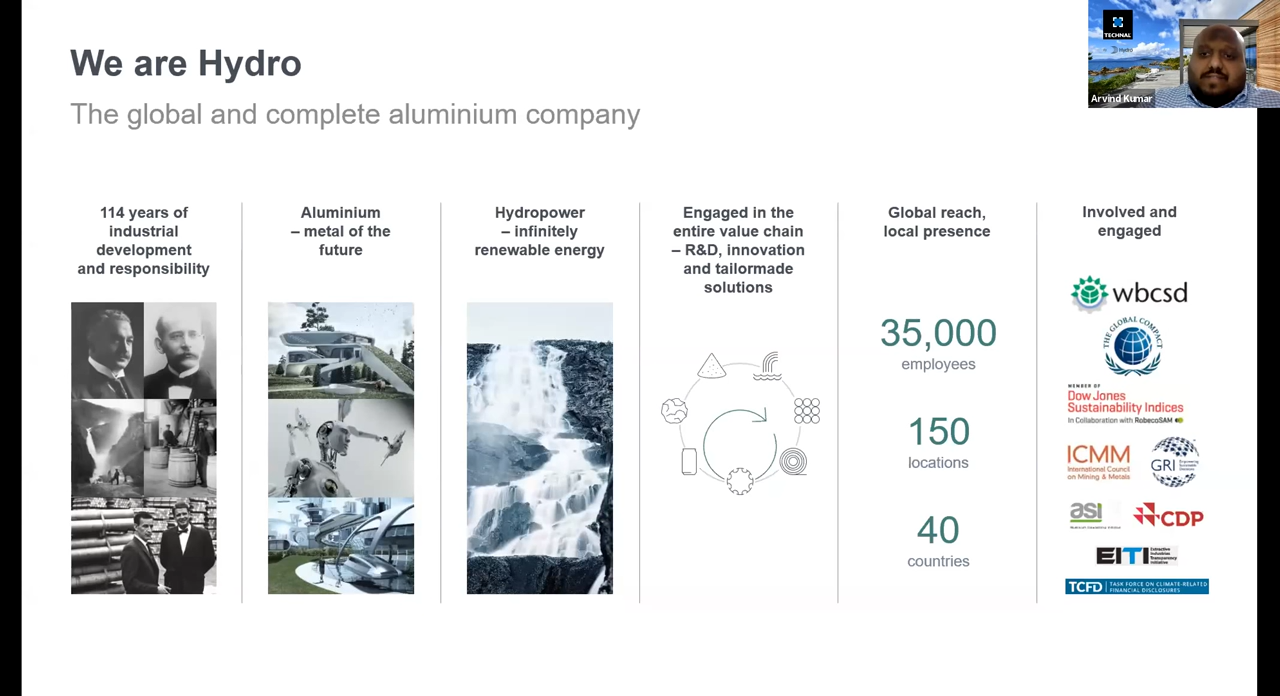 We are Hydro
The global and complete aluminium company
TECHNAL
Hydro
Arvind Kumar
114 years of
industrial
development
and responsibility
Aluminium
– metal of the
future
Hydropower
– infinitely
renewable energy
Engaged in the
entire value chain
– R&D, innovation
and tailormade
solutions
Global reach,
local presence
35,000
employees
150
locations
40
countries
Involved and
engaged
wbcsd
THE GLOBAL COMPACT
MEMBER OF
Dow Jones
Sustainability Indices
In Collaboration with RobecoSAM
ICMM
International Council
on Mining & Metals
GRI
asi
CDP
EITI
Extractive
Industries
Transparency
Initiative
TCFD
TASK FORCE ON CLIMATE-RELATED
FINANCIAL DISCLOSURES